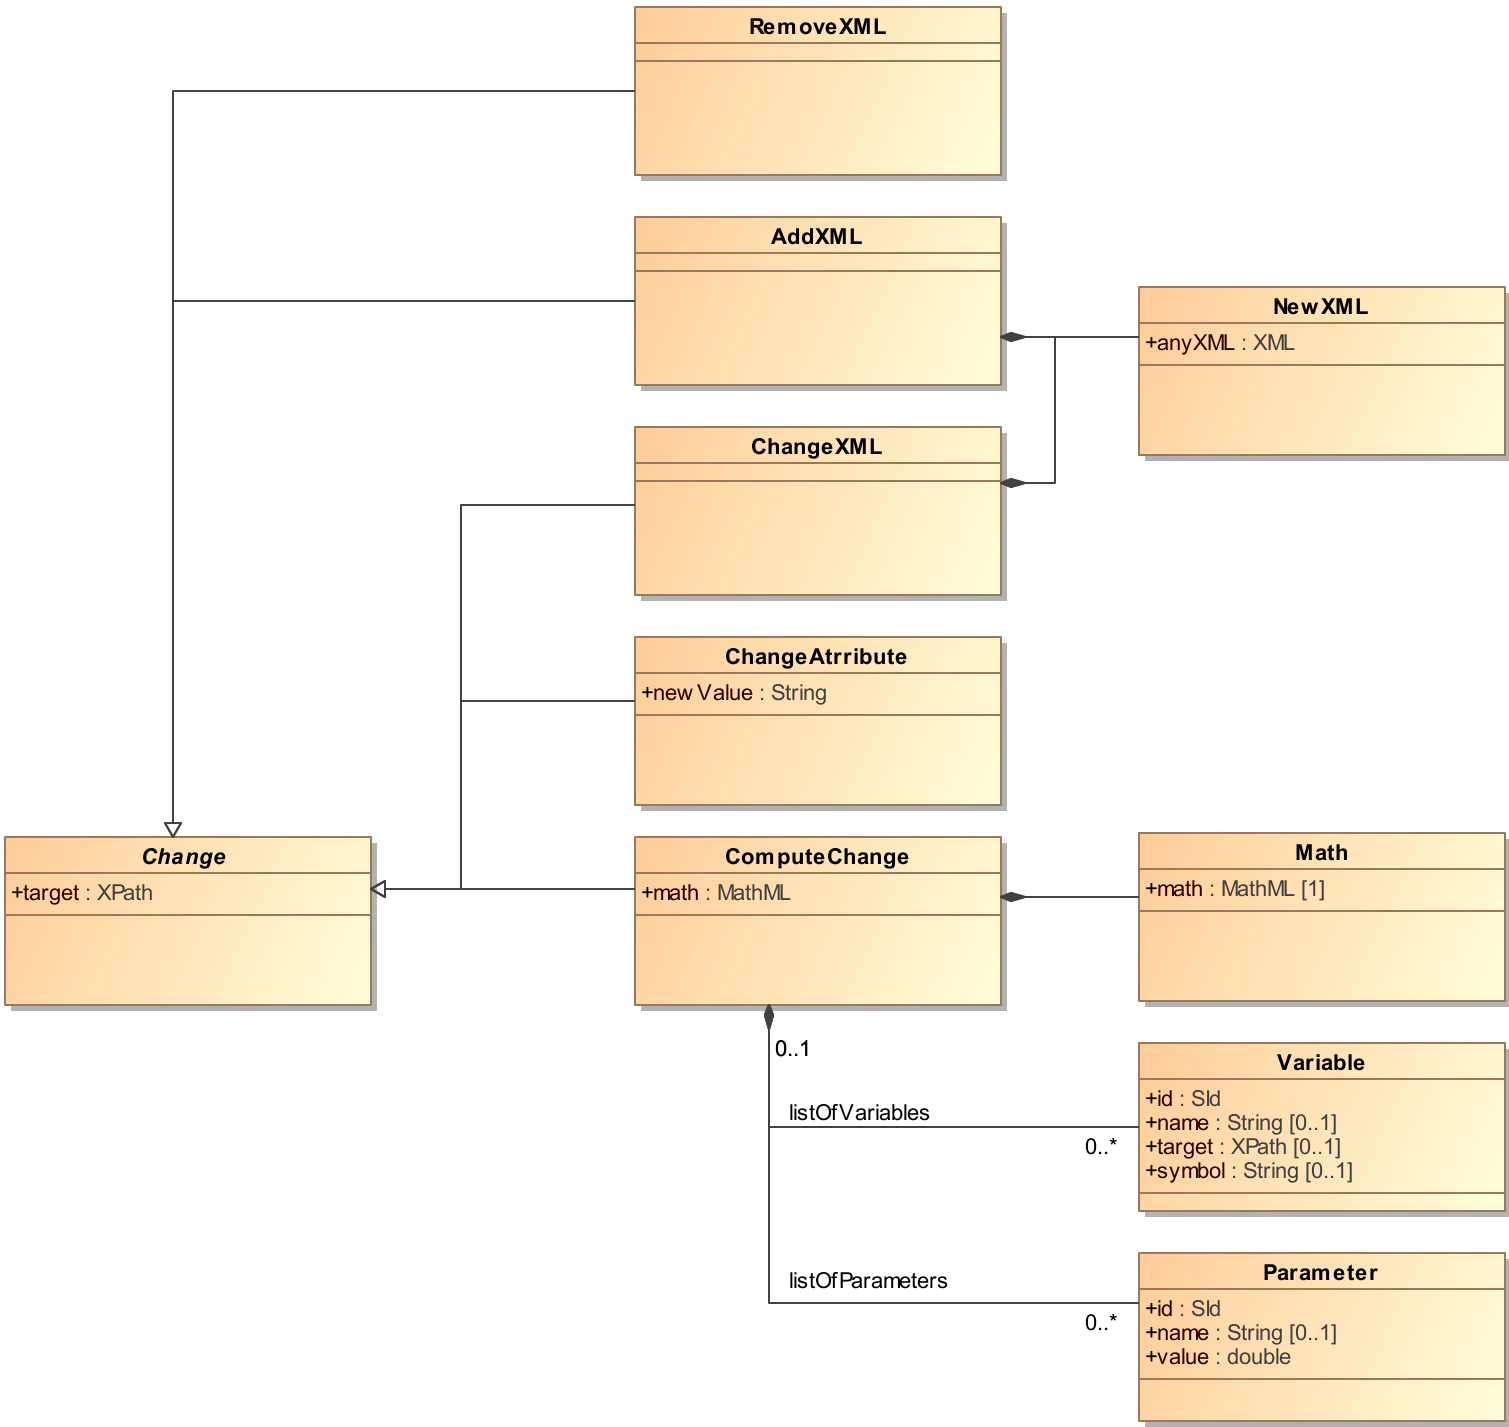 RemoveXML
AddXML
NewXML
+anyXML : XML
ChangeXML
ChangeAtrribute
+newValue : String
Change
+target : XPath
ComputeChange
+math : MathML
Math
+math : MathML [1]
0..1
listOfVariables
0..*
Variable
+id : SId
+name : String [0..1]
+target : XPath [0..1]
+symbol : String [0..1]
listOfParameters
0..*
Parameter
+id : SId
+name : String [0..1]
+value : double